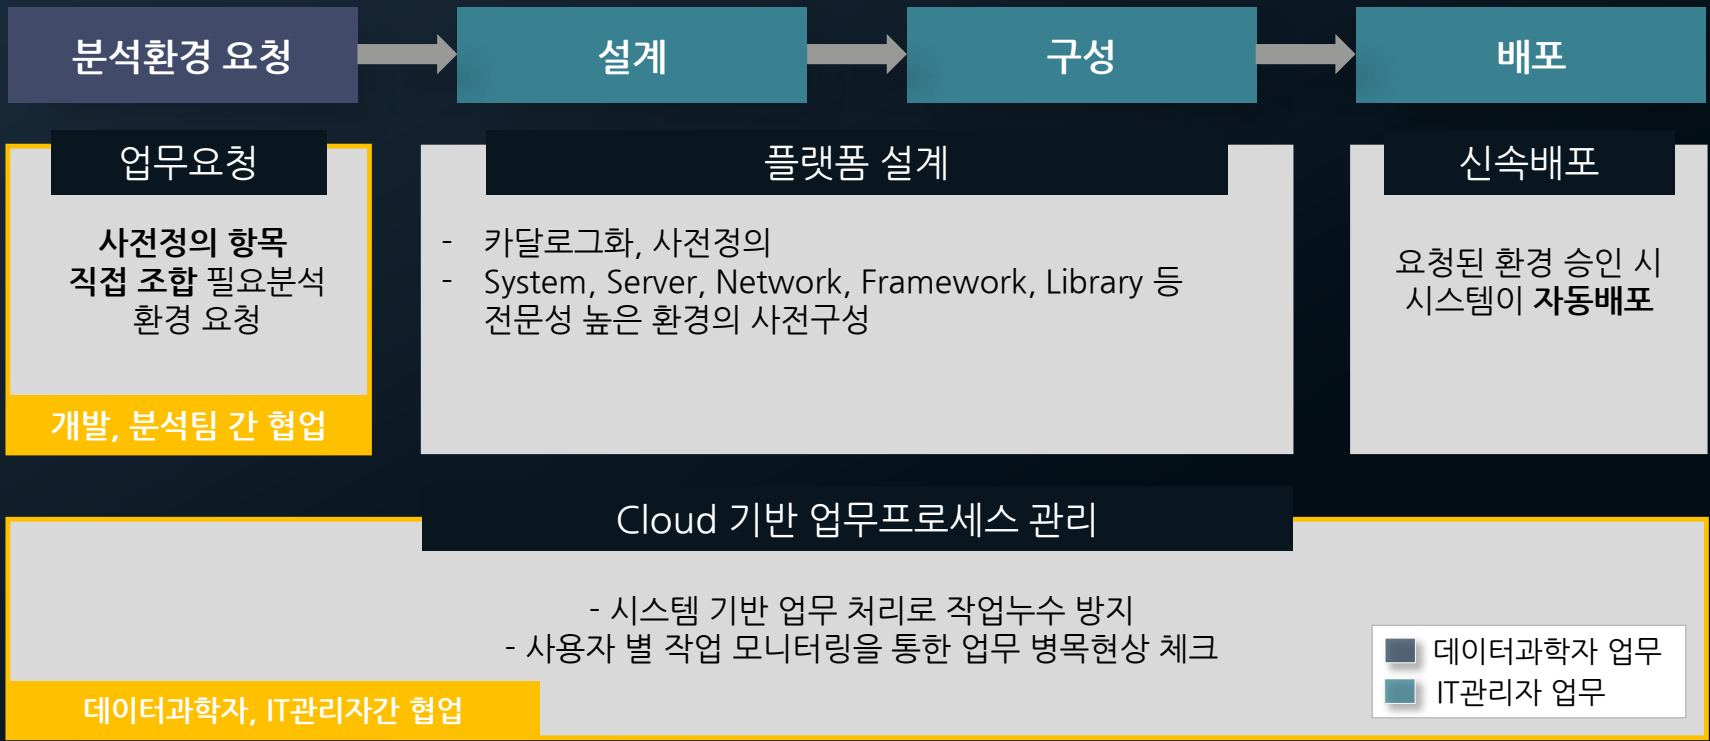 분석환경 요청
설계
구성
배포
업무요청
사전정의 항목
직접 조합 필요분석
환경 요청
개발, 분석팀 간 협업
플랫폼 설계
- 카달로그화, 사전정의
- System, Server, Network, Framework, Library 등
전문성 높은 환경의 사전구성
신속배포
요청된 환경 승인 시
시스템이 자동배포
Cloud 기반 업무프로세스 관리
- 시스템 기반 업무 처리로 작업누수 방지
- 사용자 별 작업 모니터링을 통한 업무 병목현상 체크
데이터과학자, IT관리자간 협업
데이터과학자 업무
IT관리자 업무